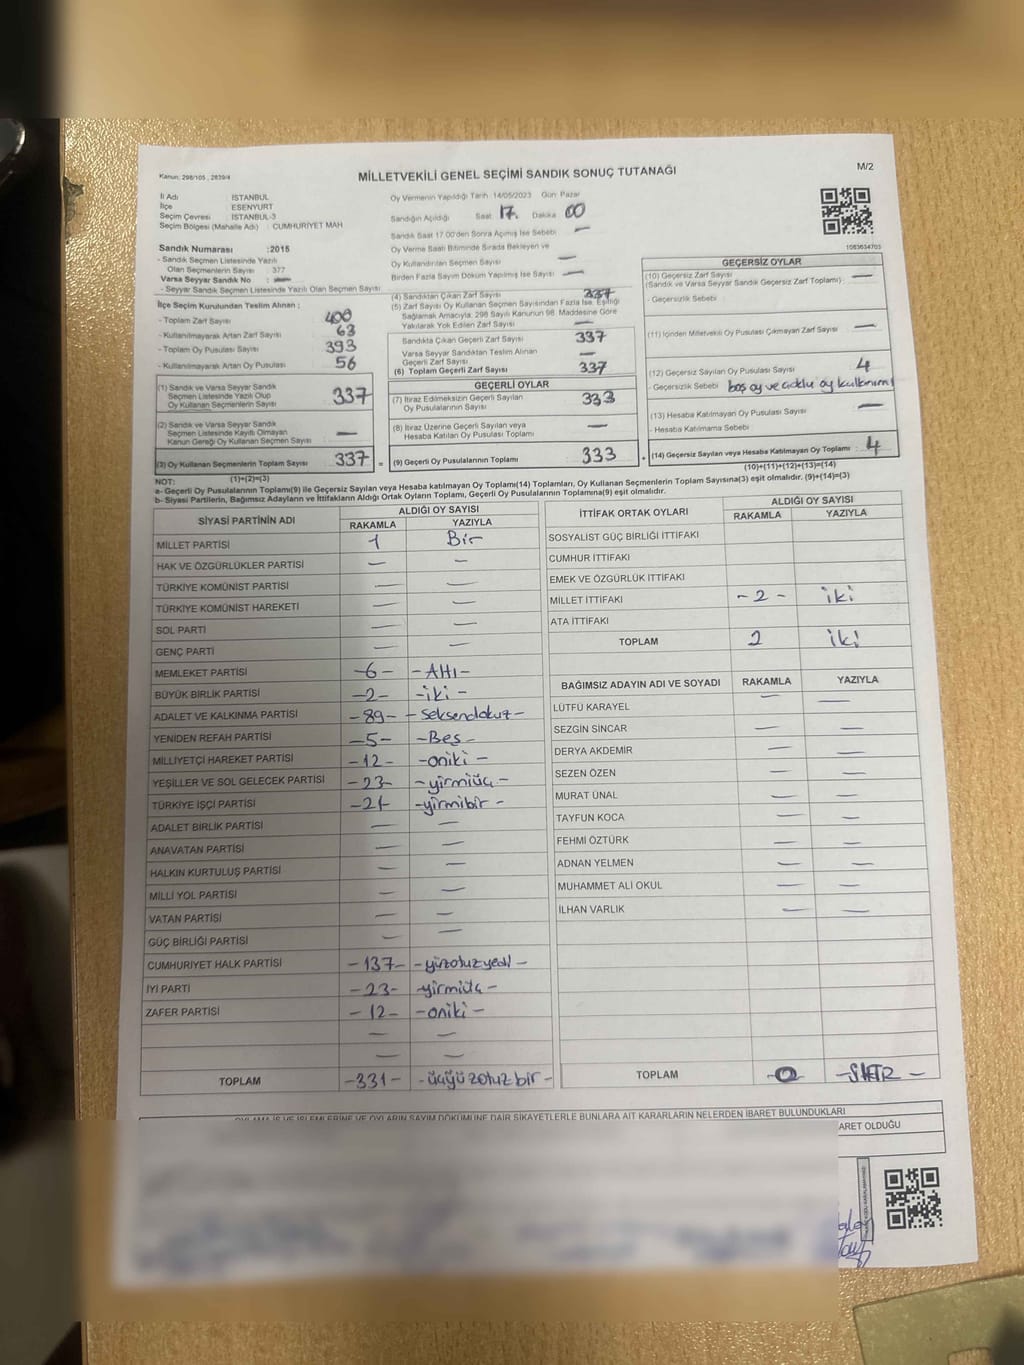 Kanun: 298/105 , 2839/4
MİLLETVEKİLİ GENEL SEÇİMİ SANDIK SONUÇ TUTANAĞI
M/2
İl Adı : İSTANBUL
İlçe : ESENYURT
Seçim Çevresi : İSTANBUL-3
Seçim Bölgesi (Mahalle Adı) : CUMHURİYET MAH
Sandık Numarası : 2015
- Sandık Seçmen Listesinde Yazılı
Olan Seçmenlerin Sayısı : 377
Varsa Seyyar Sandık No : —
- Seyyar Sandık Seçmen Listesinde Yazılı Olan Seçmen Sayısı
Oy Vermenin Yapıldığı Tarih: 14/05/2023 Gün: Pazar
Sandığın Açıldığı Saat 17. Dakika 00
Sandık Saat 17.00'den Sonra Açılmış İse Sebebi —
Oy Verme Saati Bitiminde Sırada Bekleyen ve
Oy Kullandırılan Seçmen Sayısı —
Birden Fazla Sayım Döküm Yapılmış İse Sayısı —
1063634703
İlçe Seçim Kurulundan Teslim Alınan :
- Toplam Zarf Sayısı 400
- Kullanılmayarak Artan Zarf Sayısı 63
- Toplam Oy Pusulası Sayısı 393
- Kullanılmayarak Artan Oy Pusulası 56
(1) Sandık ve Varsa Seyyar Sandık
Seçmen Listesinde Yazılı Olup
Oy Kullanan Seçmenlerin Sayısı 337
(2) Sandık ve Varsa Seyyar Sandık
Seçmen Listesinde Kayıtlı Olmayan
Kanun Gereği Oy Kullanan Seçmen Sayısı —
(3) Oy Kullanan Seçmenlerin Toplam Sayısı 337 =
(1)+(2)=(3)
(4) Sandıktan Çıkan Zarf Sayısı 337
(5) Zarf Sayısı Oy Kullanan Seçmen Sayısından Fazla İse, Eşitliği
Sağlamak Amacıyla; 298 Sayılı Kanunun 98. Maddesine Göre
Yakılarak Yok Edilen Zarf Sayısı —
Sandıkta Çıkan Geçerli Zarf Sayısı 337
Varsa Seyyar Sandıktan Teslim Alınan
Geçerli Zarf Sayısı —
(6) Toplam Geçerli Zarf Sayısı 337
GEÇERLİ OYLAR
(7) İtiraz Edilmeksizin Geçerli Sayılan
Oy Pusulalarının Sayısı 333
(8) İtiraz Üzerine Geçerli Sayılan veya
Hesaba Katılan Oy Pusulası Toplamı —
(9) Geçerli Oy Pusulalarının Toplamı 333 +
GEÇERSİZ OYLAR
(10) Geçersiz Zarf Sayısı
(Sandık ve Varsa Seyyar Sandık Geçersiz Zarf Toplamı) : —
- Geçersizlik Sebebi :
(11) İçinden Milletvekili Oy Pusulası Çıkmayan Zarf Sayısı —
(12) Geçersiz Sayılan Oy Pusulası Sayısı 4
- Geçersizlik Sebebi boş oy ve çoklu oy kullanımı
(13) Hesaba Katılmayan Oy Pusulası Sayısı —
- Hesaba Katılmama Sebebi
(14) Geçersiz Sayılan veya Hesaba Katılmayan Oy Toplamı : 4
(10)+(11)+(12)+(13)=(14)
NOT:
a- Geçerli Oy Pusulalarının Toplamı(9) ile Geçersiz Sayılan veya Hesaba katılmayan Oy Toplamı(14) Toplamları, Oy Kullanan Seçmenlerin Toplam Sayısına(3) eşit olmalıdır. (9)+(14)=(3)
b- Siyasi Partilerin, Bağımsız Adayların ve İttifakların Aldığı Ortak Oyların Toplamı, Geçerli Oy Pusulalarının Toplamına(9) eşit olmalıdır.
SİYASİ PARTİNİN ADI
ALDIĞI OY SAYISI
RAKAMLA YAZIYLA
MİLLET PARTİSİ 1 Bir
HAK VE ÖZGÜRLÜKLER PARTİSİ — —
TÜRKİYE KOMÜNİST PARTİSİ — —
TÜRKİYE KOMÜNİST HAREKETİ — —
SOL PARTİ — —
GENÇ PARTİ — —
MEMLEKET PARTİSİ -6- -Altı-
BÜYÜK BİRLİK PARTİSİ -2- -iki-
ADALET VE KALKINMA PARTİSİ -89- -seksendokuz-
YENİDEN REFAH PARTİSİ -5- -Beş-
MİLLİYETÇİ HAREKET PARTİSİ -12- -oniki-
YEŞİLLER VE SOL GELECEK PARTİSİ -23- -yirmiüç-
TÜRKİYE İŞÇİ PARTİSİ -21- -yirmibir-
ADALET BİRLİK PARTİSİ — —
ANAVATAN PARTİSİ — —
HALKIN KURTULUŞ PARTİSİ — —
MİLLİ YOL PARTİSİ — —
VATAN PARTİSİ — —
GÜÇ BİRLİĞİ PARTİSİ — —
CUMHURİYET HALK PARTİSİ -137- -yüzotuzyedi-
İYİ PARTİ -23- -yirmiüç-
ZAFER PARTİSİ -12- -oniki-
— —
— —
TOPLAM -331- -üçyüzotuzbir-
İTTİFAK ORTAK OYLARI
ALDIĞI OY SAYISI
RAKAMLA YAZIYLA
SOSYALİST GÜÇ BİRLİĞİ İTTİFAKI
CUMHUR İTTİFAKI
EMEK VE ÖZGÜRLÜK İTTİFAKI
MİLLET İTTİFAKI -2- iki
ATA İTTİFAKI
TOPLAM 2 iki
BAĞIMSIZ ADAYIN ADI VE SOYADI RAKAMLA YAZIYLA
LÜTFÜ KARAYEL — —
SEZGİN SİNCAR — —
DERYA AKDEMİR — —
SEZEN ÖZEN — —
MURAT ÜNAL — —
TAYFUN KOCA — —
FEHMİ ÖZTÜRK — —
ADNAN YELMEN — —
MUHAMMET ALİ OKUL — —
İLHAN VARLIK — —
TOPLAM -0- -SIFIR-
OYLAMA İŞ VE İŞLEMLERİNE VE OYLARIN SAYIM DÖKÜMÜNE DAİR ŞİKAYETLERLE BUNLARA AİT KARARLARIN NELERDEN İBARET BULUNDUKLARI
BARET OLDUĞU